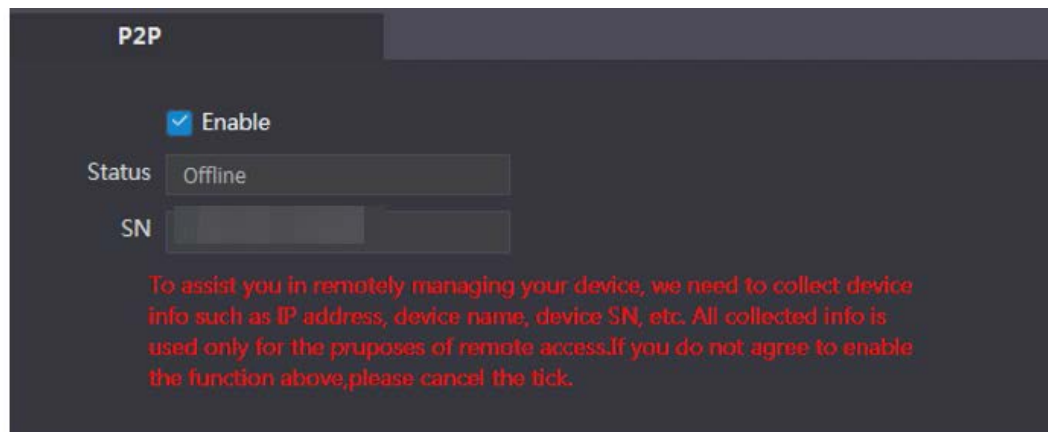 P2P
Enable
Status Offline
SN
To assist you in remotely managing your device, we need to collect device
info such as IP address, device name, device SN, etc. All collected info is
used only for the pruposes of remote access.If you do not agree to enable
the function above,please cancel the tick.